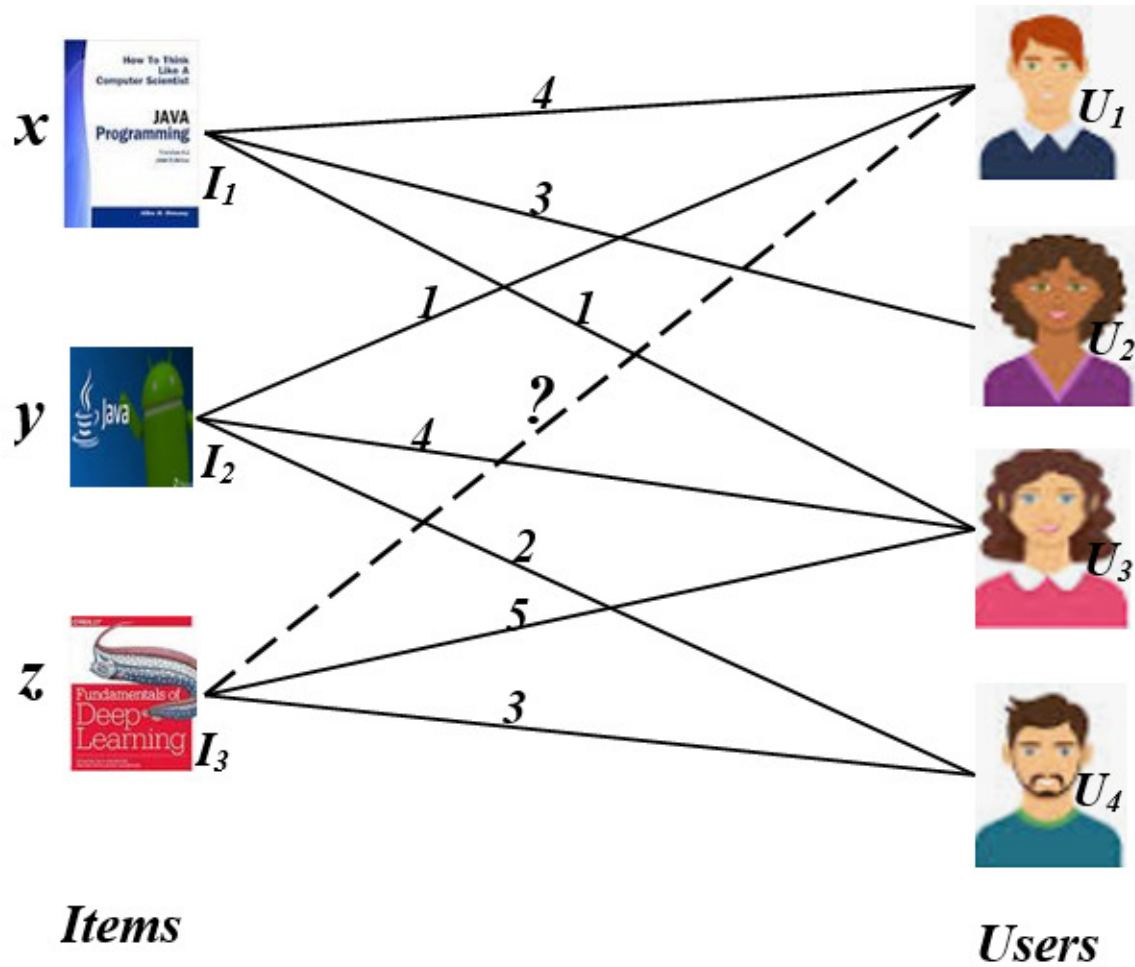 How To Think
Like A
Computer Scientist
JAVA
Programming
x
I1
4
U1
3
1
1
U2
y
Java
I2
?
4
2
U3
5
z
Fundamentals of
Deep
Learning
I3
3
U4
Items
Users